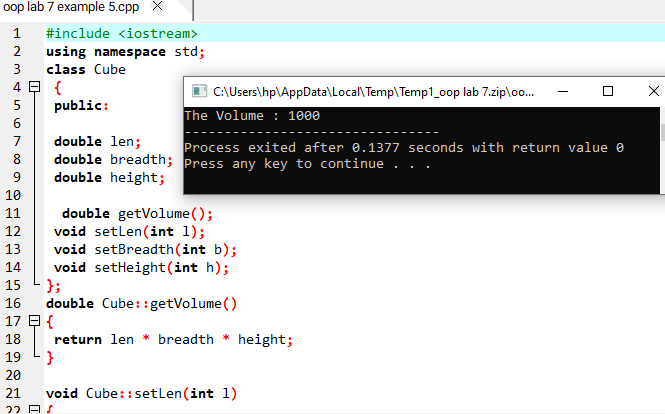 oop lab 7 example 5.cpp
1 #include <iostream>
2 using namespace std;
3 class Cube
4 {
5 public:
6
7 double len;
8 double breadth;
9 double height;
10
11 double getVolume();
12 void setLen(int l);
13 void setBreadth(int b);
14 void setHeight(int h);
15 };
16 double Cube::getVolume()
17 {
18 return len * breadth * height;
19 }
20
21 void Cube::setLen(int l)
22 {
C:\Users\hp\AppData\Local\Temp\Temp1_oop lab 7.zip\oo...
The Volume : 1000
--------------------------------
Process exited after 0.1377 seconds with return value 0
Press any key to continue . . .